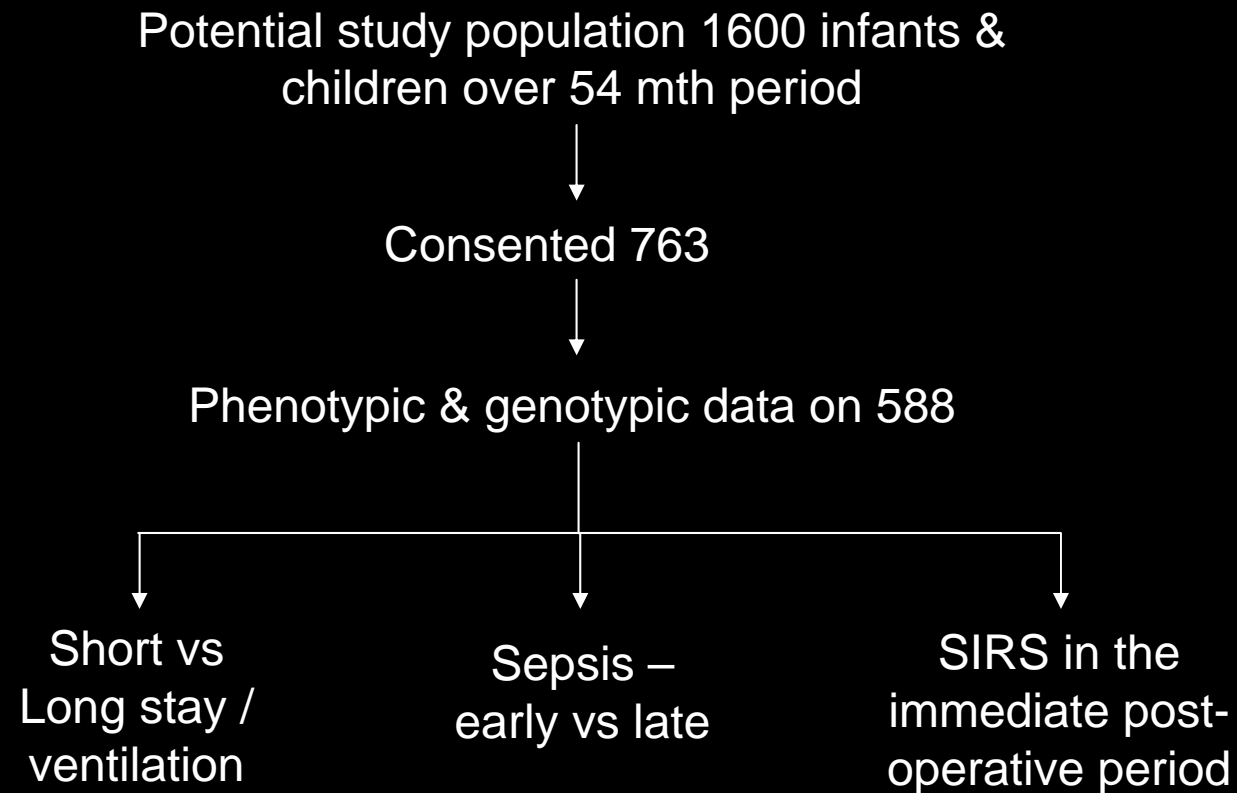 Potential study population 1600 infants &
children over 54 mth period
Consented 763
Phenotypic & genotypic data on 588
Short vs
Long stay /
ventilation
Sepsis –
early vs late
SIRS in the
immediate post-
operative period